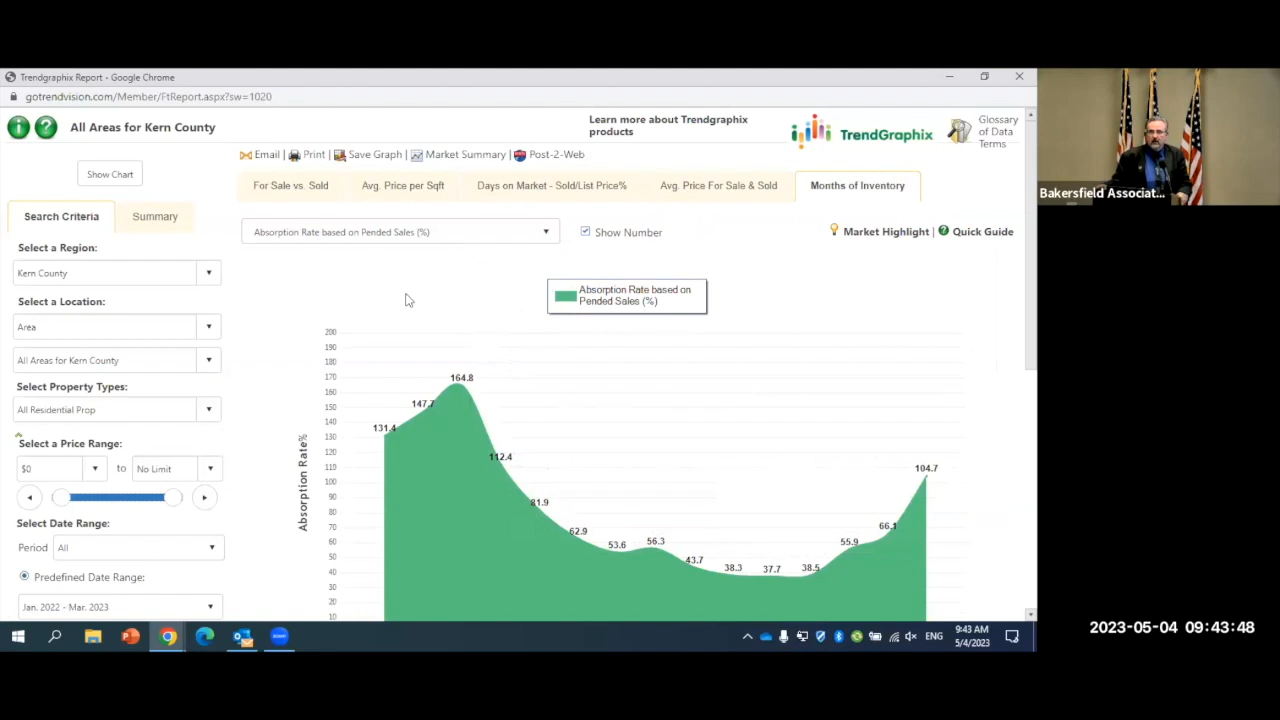 Trendgraphix Report - Google Chrome
gotrendvision.com/Member/FtReport.aspx?sw=1020
All Areas for Kern County
Learn more about Trendgraphix
products
TrendGraphix
Glossary
of Data
Terms
Email | Print | Save Graph | Market Summary | Post-2-Web
Show Chart
For Sale vs. Sold
Avg. Price per Sqft
Days on Market - Sold/List Price%
Avg. Price For Sale & Sold
Months of Inventory
Search Criteria
Summary
Absorption Rate based on Pended Sales (%)
Show Number
Market Highlight | Quick Guide
Select a Region:
Kern County
Select a Location:
Area
All Areas for Kern County
Select Property Types:
All Residential Prop
Select a Price Range:
$0
to
No Limit
Select Date Range:
Period
All
Predefined Date Range:
Jan. 2022 - Mar. 2023
Absorption Rate based on
Pended Sales (%)
Absorption Rate%
200
190
180
170
160
150
140
130
120
110
100
90
80
70
60
50
40
30
20
10
131.4
147.7
164.8
112.4
81.9
62.9
53.6
56.3
43.7
38.3
37.7
38.5
55.9
66.1
104.7
Bakersfield Associat...
zoom
ENG
9:43 AM
5/4/2023
2023-05-04 09:43:48